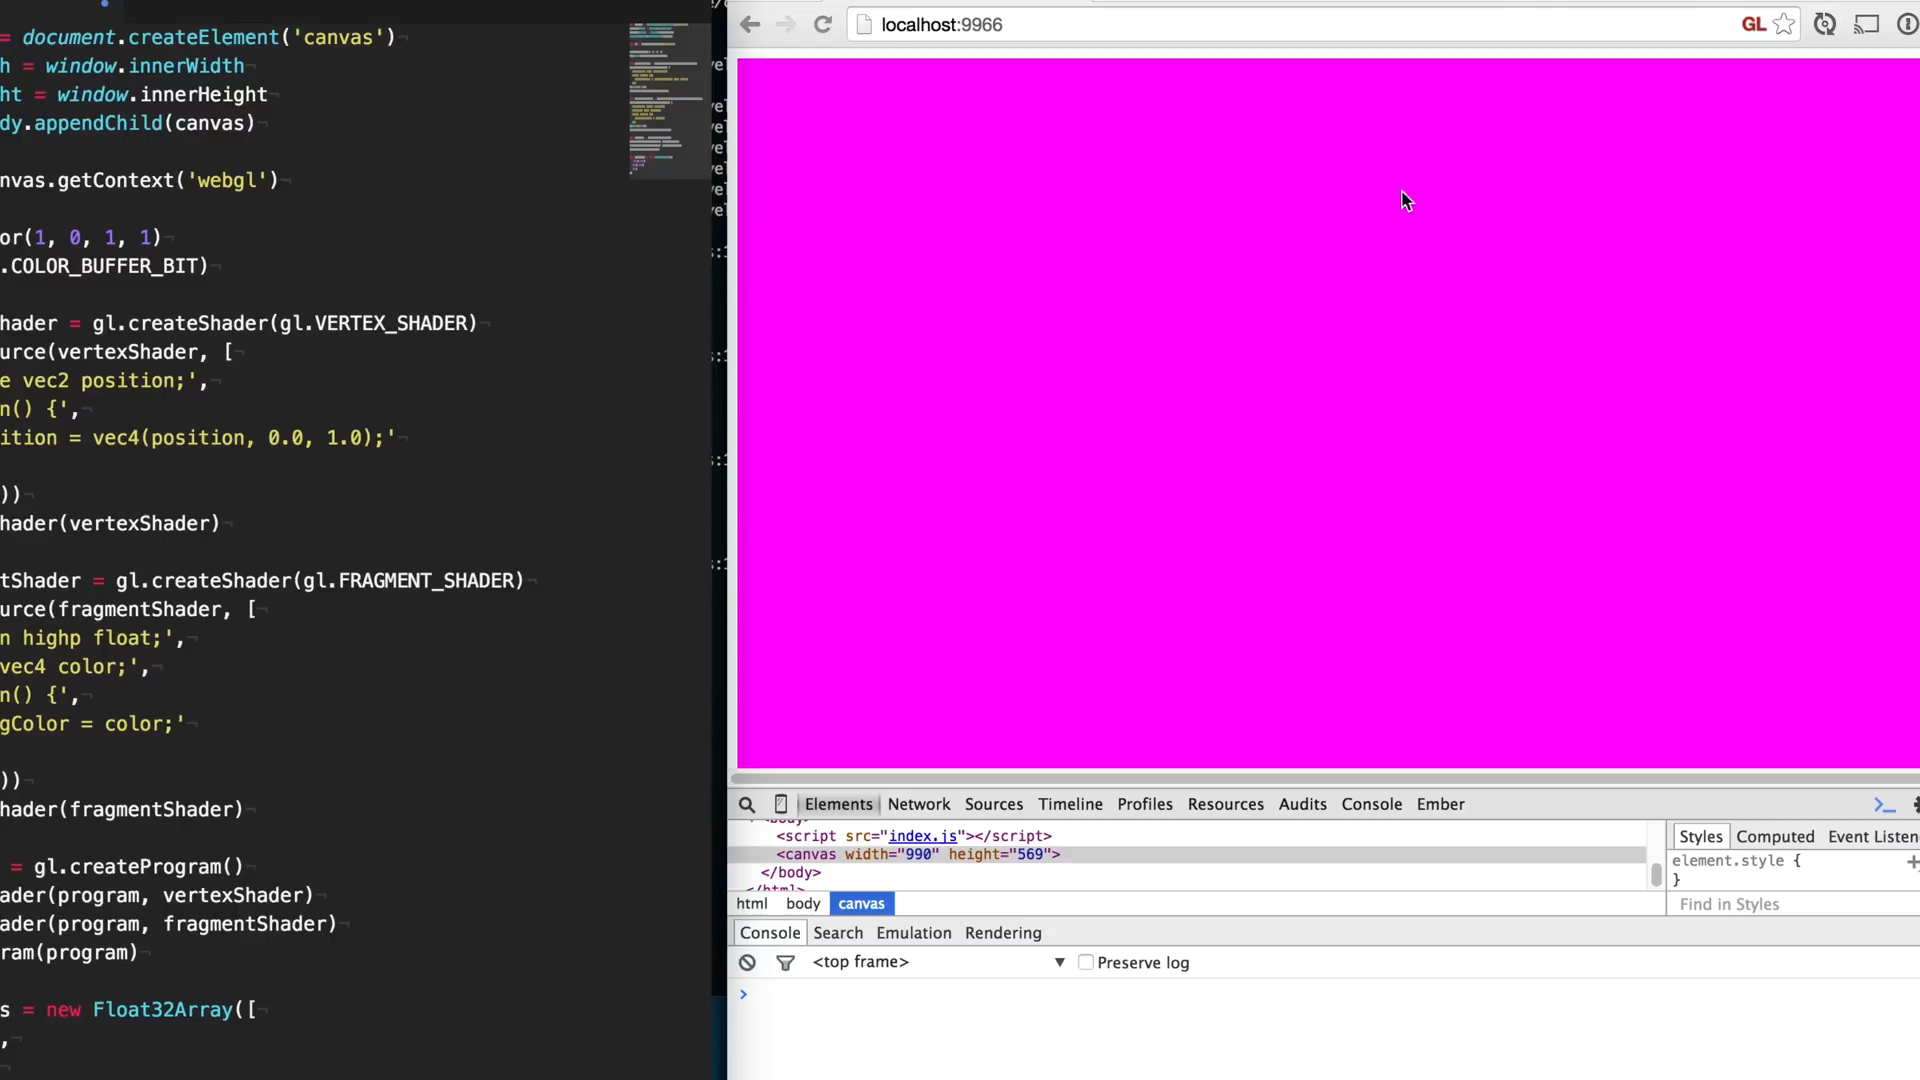 = document.createElement('canvas')
h = window.innerWidth
ht = window.innerHeight
dy.appendChild(canvas)
nvas.getContext('webgl')
or(1, 0, 1, 1)
.COLOR_BUFFER_BIT)
hader = gl.createShader(gl.VERTEX_SHADER)
urce(vertexShader, [
e vec2 position;',
n() {',
ition = vec4(position, 0.0, 1.0);'
))
hader(vertexShader)
tShader = gl.createShader(gl.FRAGMENT_SHADER)
urce(fragmentShader, [
n highp float;',
vec4 color;',
n() {',
gColor = color;'
))
hader(fragmentShader)
= gl.createProgram()
ader(program, vertexShader)
ader(program, fragmentShader)
ram(program)
s = new Float32Array([
,
localhost:9966
GL
Elements Network Sources Timeline Profiles Resources Audits Console Ember
<script src="index.js"></script>
<canvas width="990" height="569">
</body>
</html>
html body canvas
Styles Computed Event Listen
element.style {
}
Find in Styles
Console Search Emulation Rendering
<top frame> Preserve log